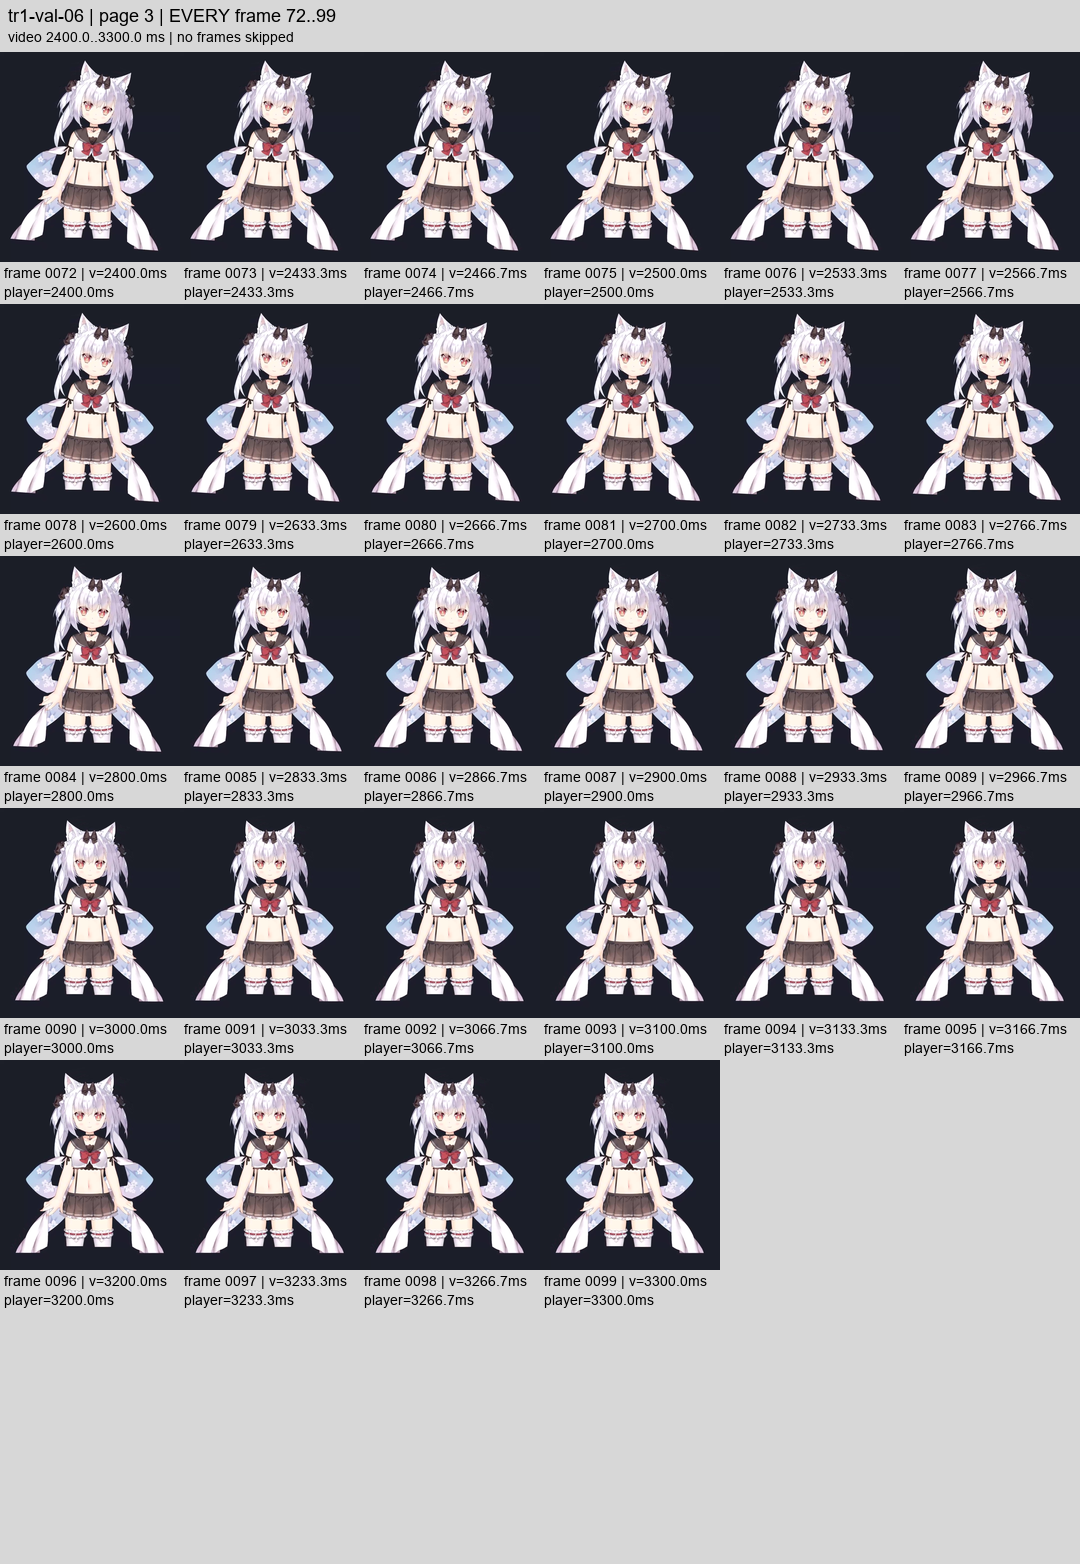 tr1-val-06 | page 3 | EVERY frame 72..99
video 2400.0..3300.0 ms | no frames skipped
frame 0072 | v=2400.0ms
player=2400.0ms
frame 0073 | v=2433.3ms
player=2433.3ms
frame 0074 | v=2466.7ms
player=2466.7ms
frame 0075 | v=2500.0ms
player=2500.0ms
frame 0076 | v=2533.3ms
player=2533.3ms
frame 0077 | v=2566.7ms
player=2566.7ms
frame 0078 | v=2600.0ms
player=2600.0ms
frame 0079 | v=2633.3ms
player=2633.3ms
frame 0080 | v=2666.7ms
player=2666.7ms
frame 0081 | v=2700.0ms
player=2700.0ms
frame 0082 | v=2733.3ms
player=2733.3ms
frame 0083 | v=2766.7ms
player=2766.7ms
frame 0084 | v=2800.0ms
player=2800.0ms
frame 0085 | v=2833.3ms
player=2833.3ms
frame 0086 | v=2866.7ms
player=2866.7ms
frame 0087 | v=2900.0ms
player=2900.0ms
frame 0088 | v=2933.3ms
player=2933.3ms
frame 0089 | v=2966.7ms
player=2966.7ms
frame 0090 | v=3000.0ms
player=3000.0ms
frame 0091 | v=3033.3ms
player=3033.3ms
frame 0092 | v=3066.7ms
player=3066.7ms
frame 0093 | v=3100.0ms
player=3100.0ms
frame 0094 | v=3133.3ms
player=3133.3ms
frame 0095 | v=3166.7ms
player=3166.7ms
frame 0096 | v=3200.0ms
player=3200.0ms
frame 0097 | v=3233.3ms
player=3233.3ms
frame 0098 | v=3266.7ms
player=3266.7ms
frame 0099 | v=3300.0ms
player=3300.0ms